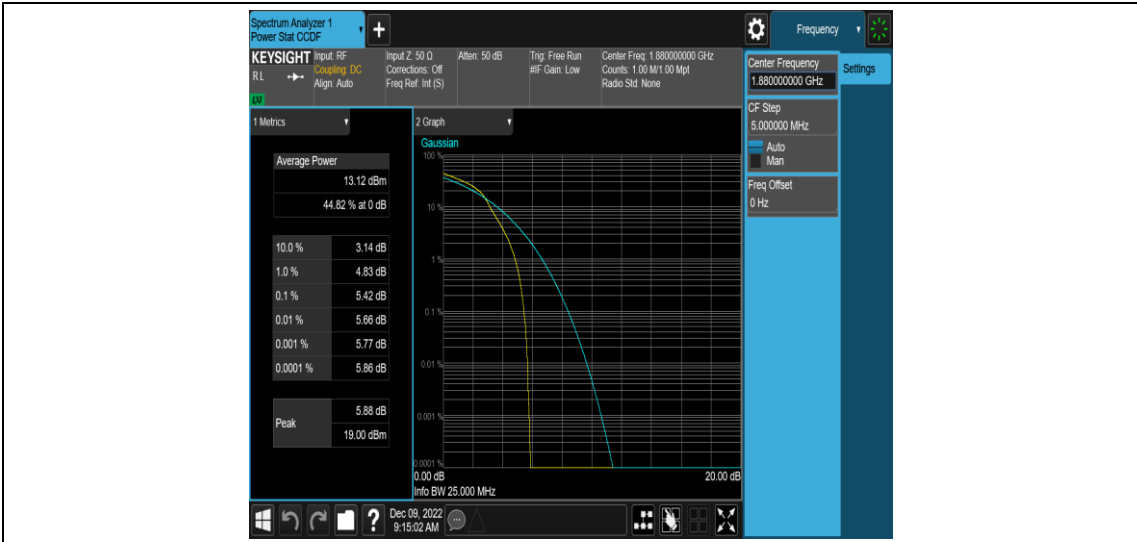 Spectrum Analyzer 1
Power Stat CCDF
+
Frequency
KEYSIGHT
RL
LXI
Input: RF
Coupling: DC
Align: Auto
Input Z: 50 Ω
Corrections: Off
Freq Ref: Int (S)
Atten: 50 dB
Trig: Free Run
#IF Gain: Low
Center Freq: 1.880000000 GHz
Counts: 1.00 M/1.00 Mpt
Radio Std: None
Center Frequency
1.880000000 GHz
Settings
CF Step
5.000000 MHz
Auto
Man
Freq Offset
0 Hz
1 Metrics
Average Power
13.12 dBm
44.82 % at 0 dB
10.0 % 3.14 dB
1.0 % 4.83 dB
0.1 % 5.42 dB
0.01 % 5.66 dB
0.001 % 5.77 dB
0.0001 % 5.86 dB
Peak
5.88 dB
19.00 dBm
2 Graph
Gaussian
100 %
10 %
1 %
0.1 %
0.01 %
0.001 %
0.0001 %
0.00 dB 20.00 dB
Info BW 25.000 MHz
?
Dec 09, 2022
9:15:02 AM